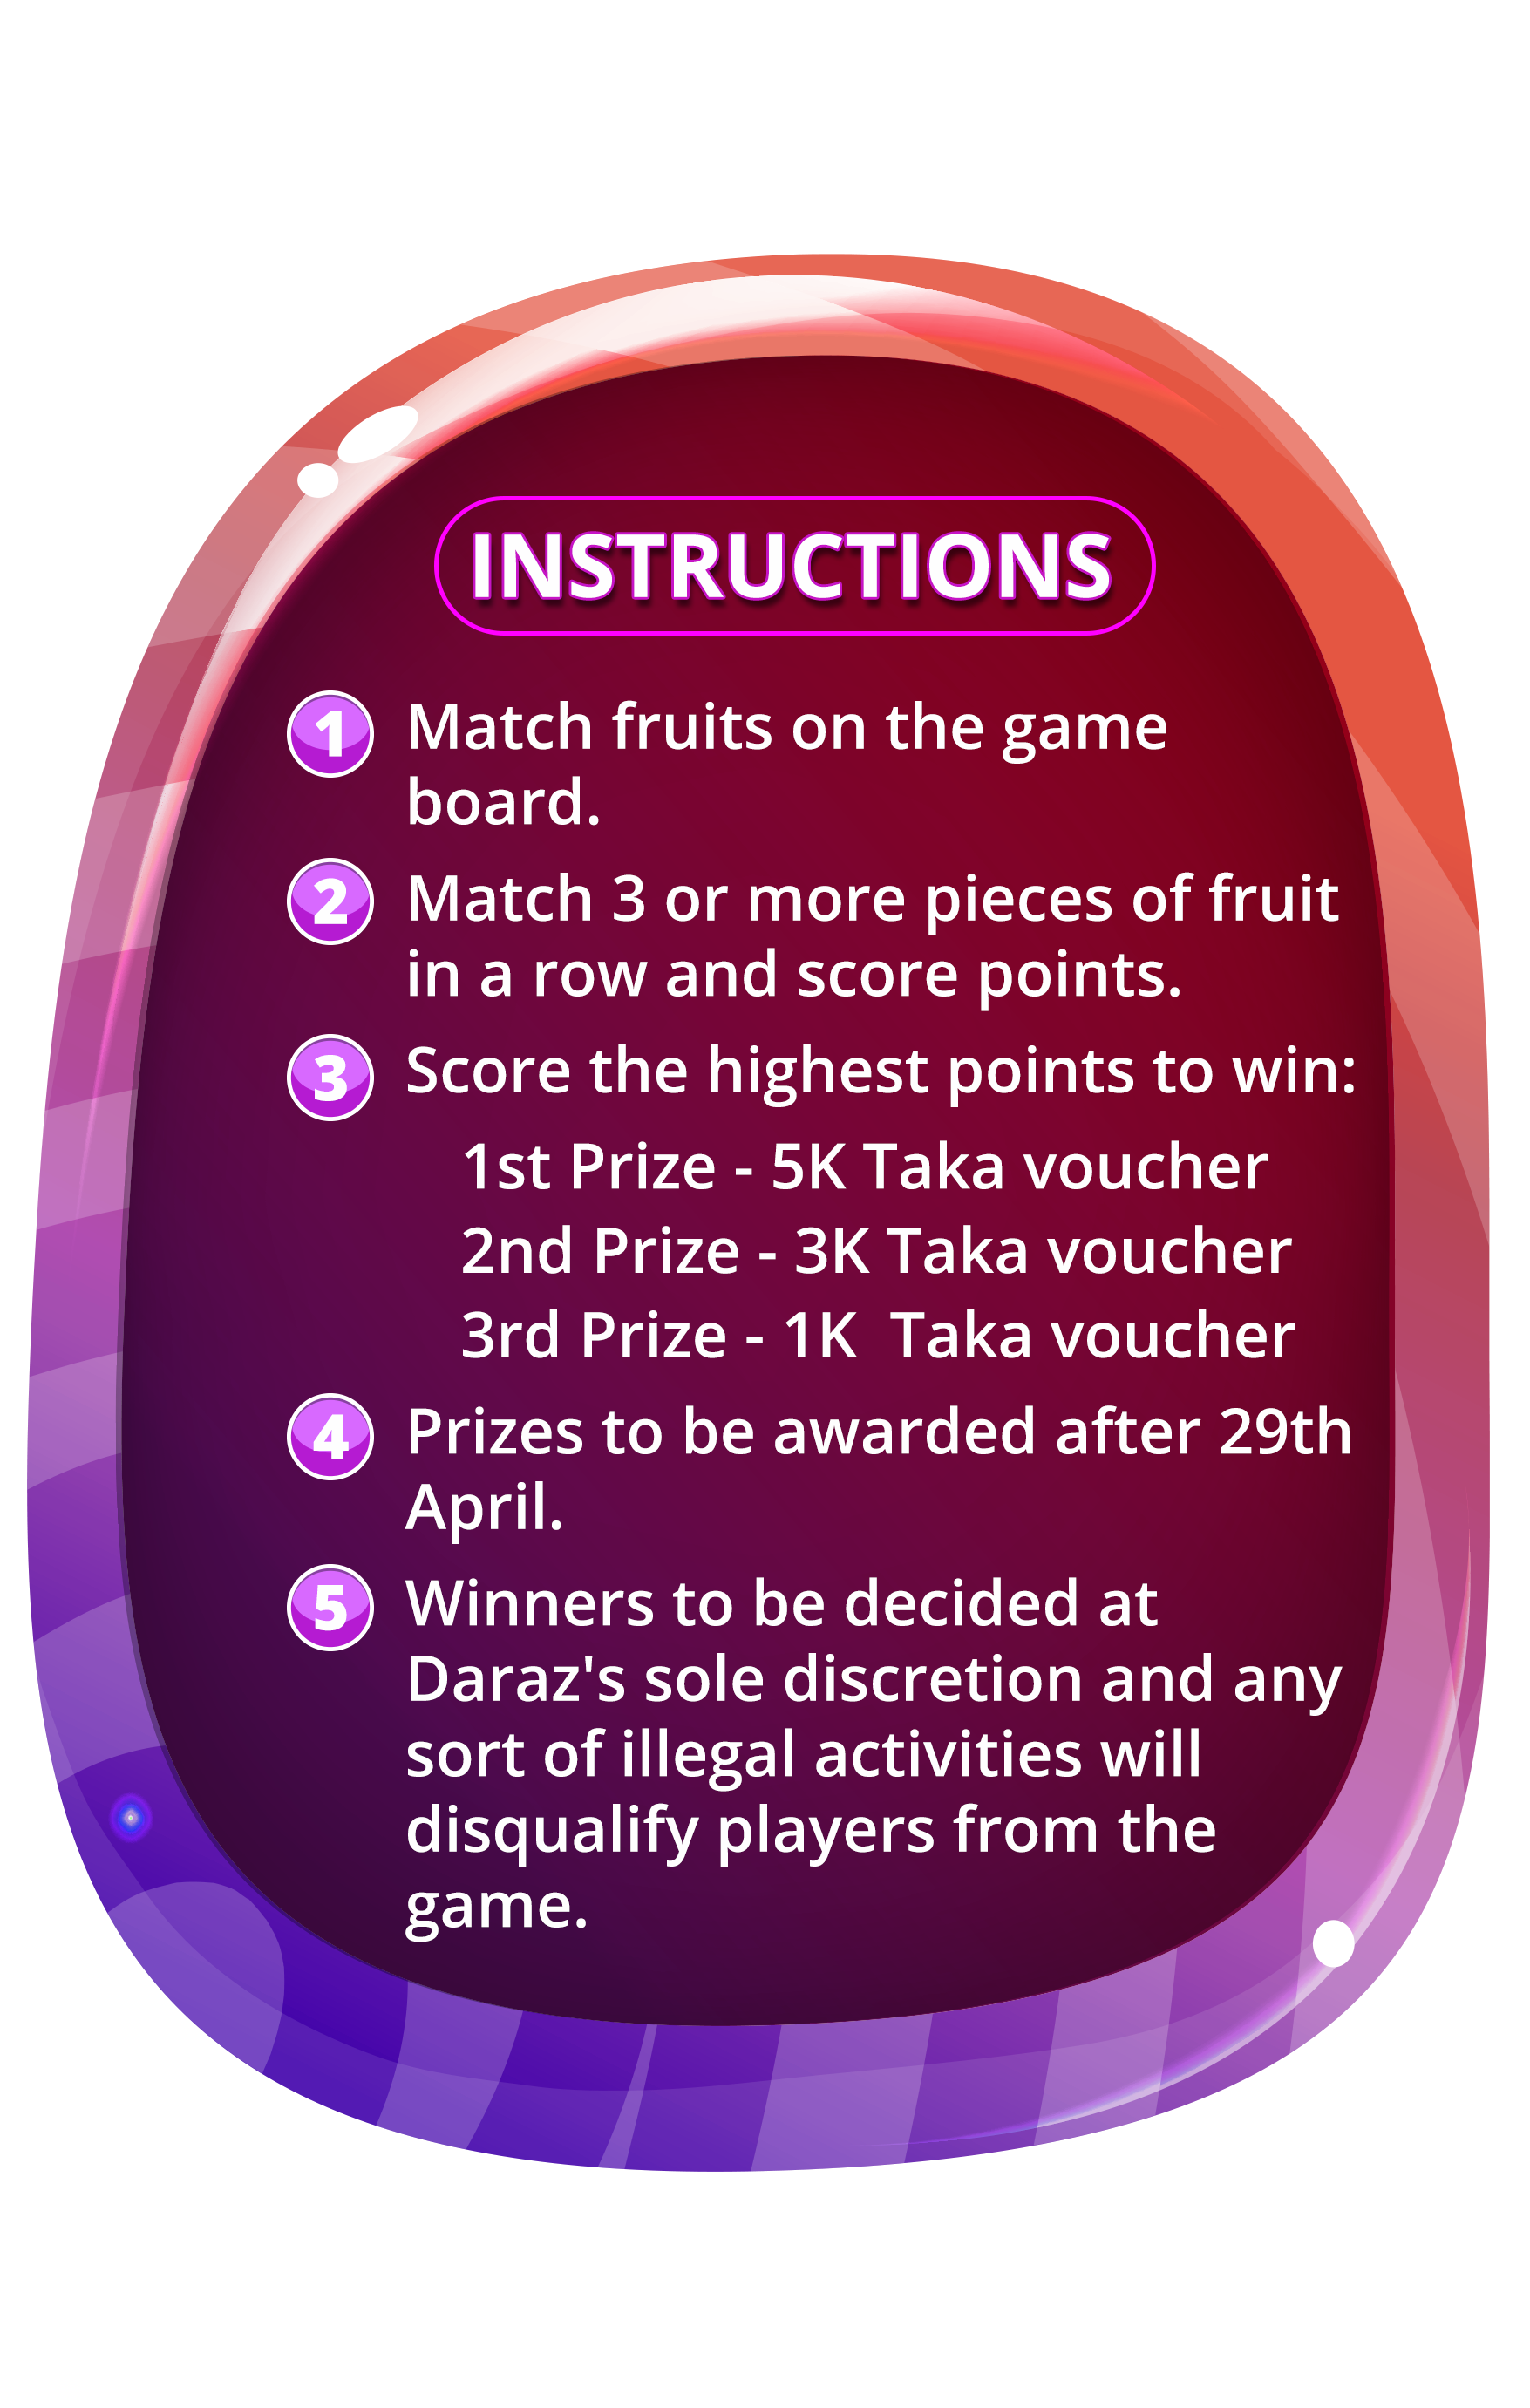 INSTRUCTIONS
1 Match fruits on the game
board.
2 Match 3 or more pieces of fruit
in a row and score points.
3 Score the highest points to win:
1st Prize - 5K Taka voucher
2nd Prize - 3K Taka voucher
3rd Prize - 1K  Taka voucher
4 Prizes to be awarded after 29th
April.
5 Winners to be decided at
Daraz's sole discretion and any
sort of illegal activities will
disqualify players from the
game.